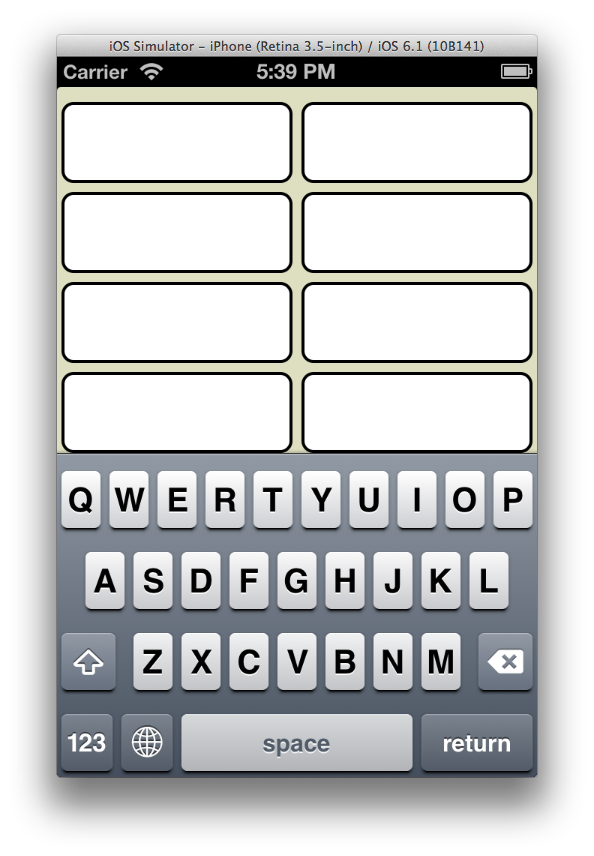 iOS Simulator – iPhone (Retina 3.5-inch) / iOS 6.1 (10B141)
Carrier 5:39 PM
Q W E R T Y U I O P
A S D F G H J K L
Z X C V B N M
123 space return